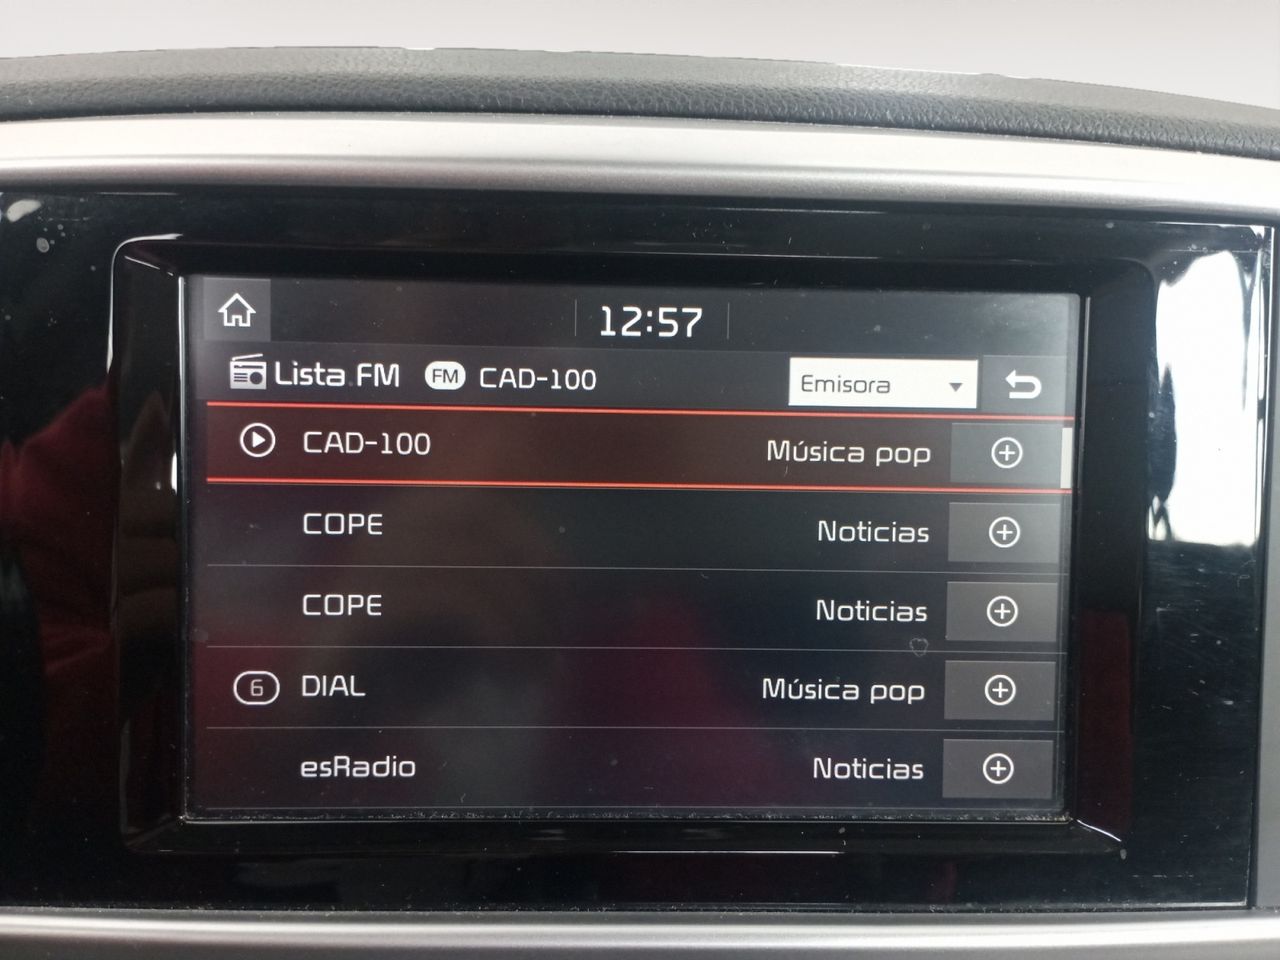 12:57
Lista FM FM CAD-100 Emisora
CAD-100 Música pop
COPE Noticias
COPE Noticias
6 DIAL Música pop
esRadio Noticias